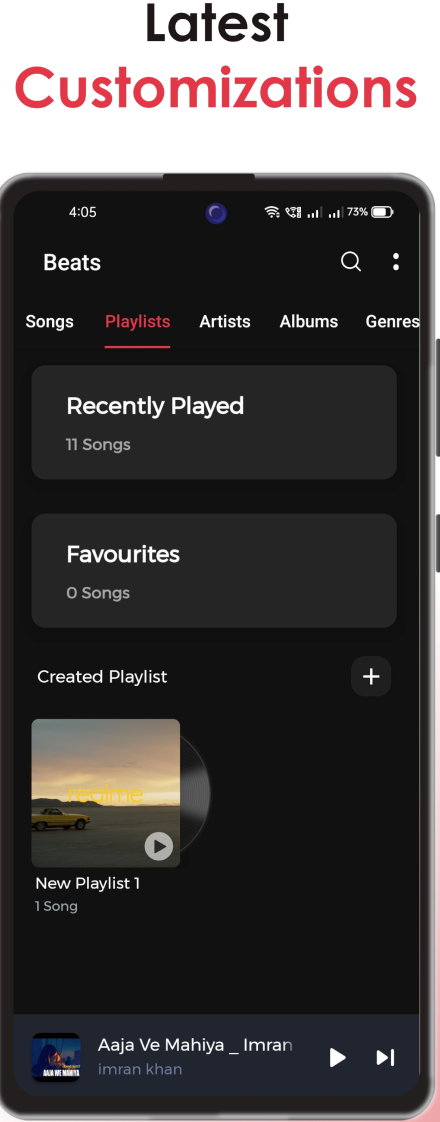 Latest
Customizations
4:05
73%
Beats
Songs Playlists Artists Albums Genres
Recently Played
11 Songs
Favourites
0 Songs
Created Playlist
+
realme
New Playlist 1
1 Song
Aaja Ve Mahiya _ Imran
imran khan
AAJA WE MAHIYA